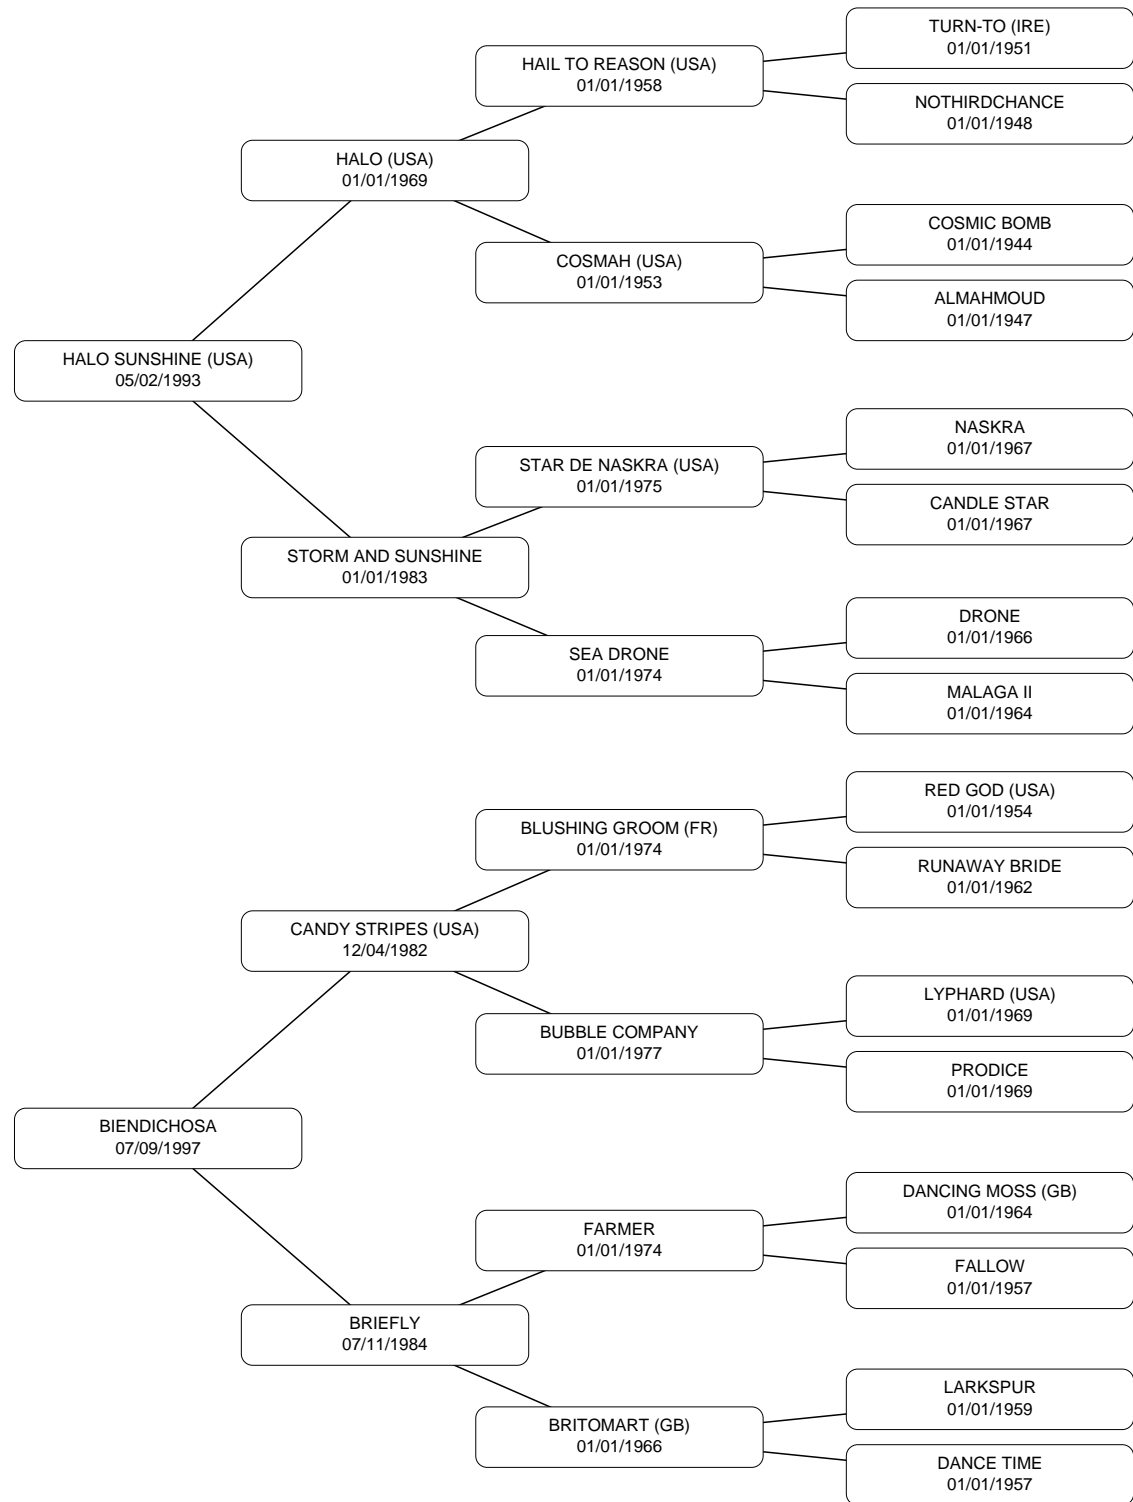 TURN-TO (IRE)
01/01/1951
HAIL TO REASON (USA)
01/01/1958
NOTHIRDCHANCE
01/01/1948
HALO (USA)
01/01/1969
COSMIC BOMB
01/01/1944
COSMAH (USA)
01/01/1953
ALMAHMOUD
01/01/1947
HALO SUNSHINE (USA)
05/02/1993
NASKRA
01/01/1967
STAR DE NASKRA (USA)
01/01/1975
CANDLE STAR
01/01/1967
STORM AND SUNSHINE
01/01/1983
DRONE
01/01/1966
SEA DRONE
01/01/1974
MALAGA II
01/01/1964
RED GOD (USA)
01/01/1954
BLUSHING GROOM (FR)
01/01/1974
RUNAWAY BRIDE
01/01/1962
CANDY STRIPES (USA)
12/04/1982
LYPHARD (USA)
01/01/1969
BUBBLE COMPANY
01/01/1977
PRODICE
01/01/1969
BIENDICHOSA
07/09/1997
DANCING MOSS (GB)
01/01/1964
FARMER
01/01/1974
FALLOW
01/01/1957
BRIEFLY
07/11/1984
LARKSPUR
01/01/1959
BRITOMART (GB)
01/01/1966
DANCE TIME
01/01/1957